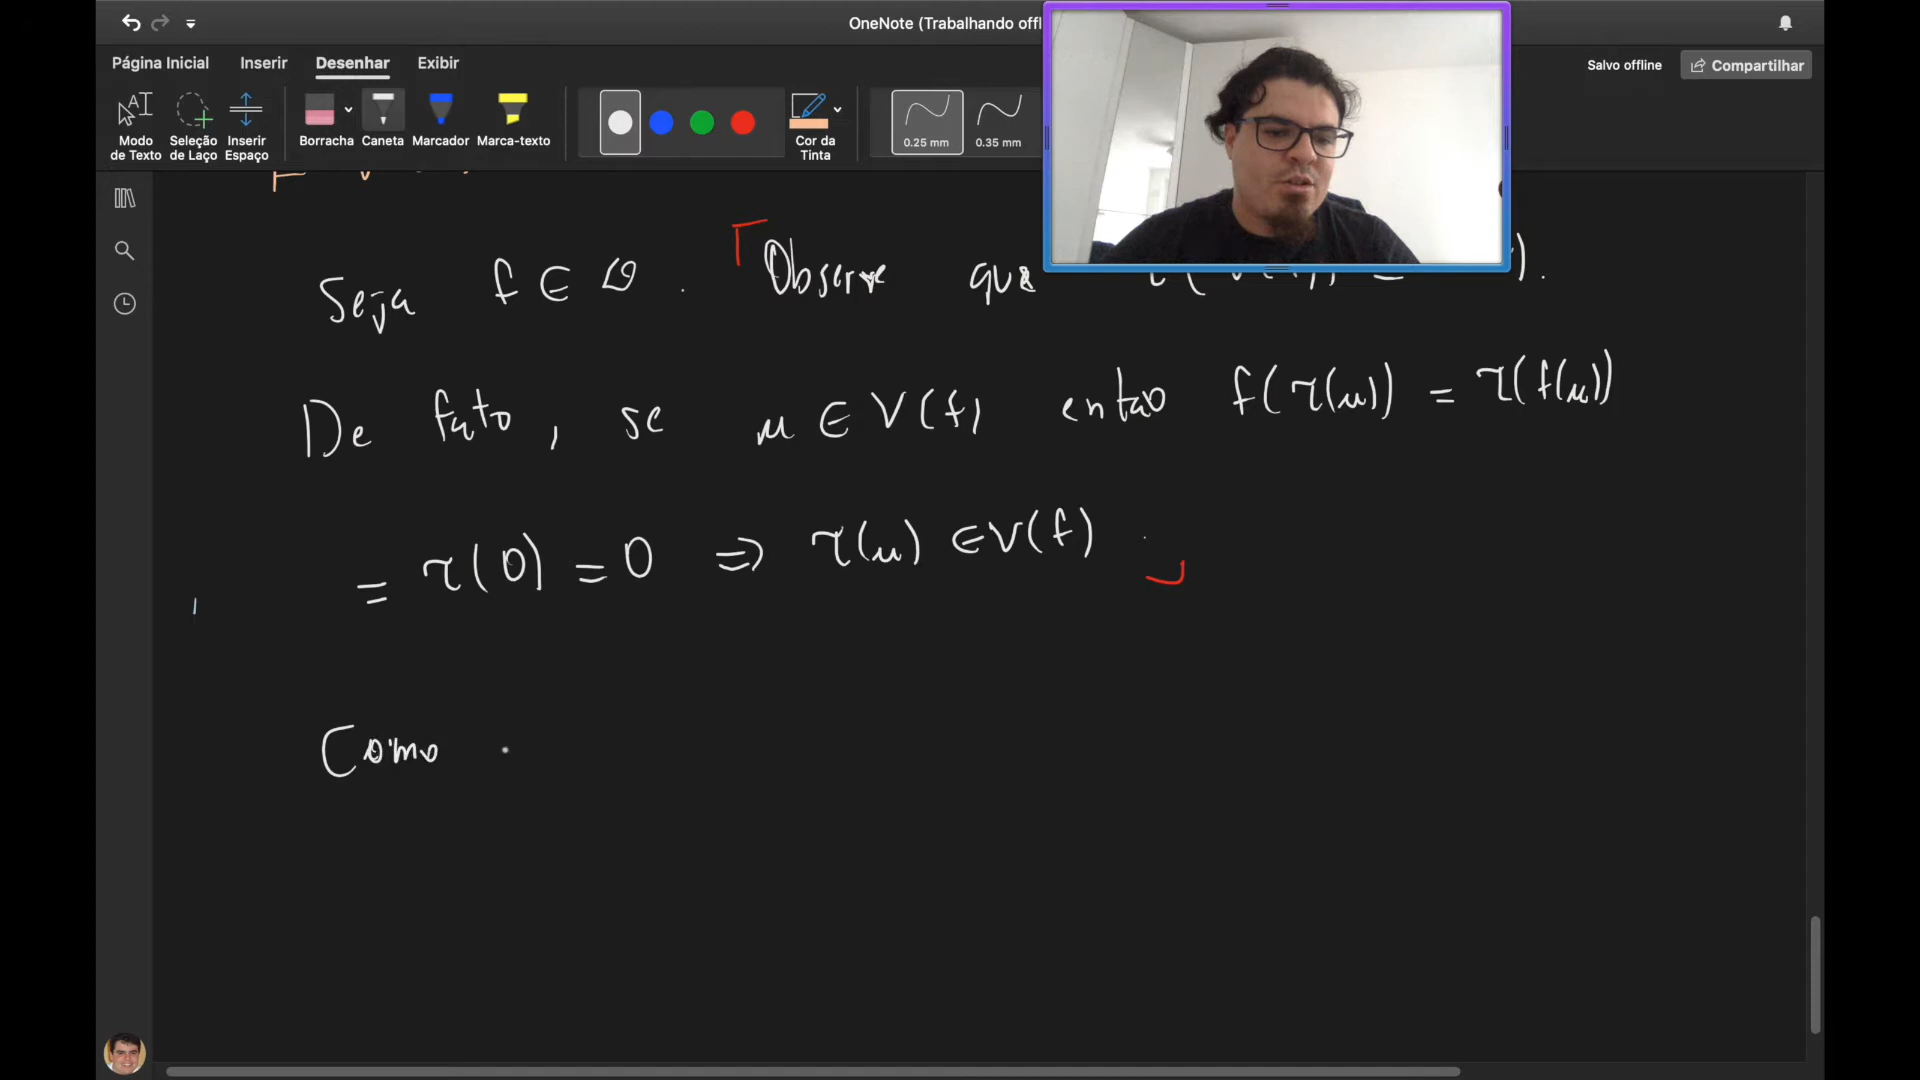 OneNote (Trabalhando offl
Página Inicial Inserir Desenhar Exibir
Salvo offline Compartilhar
Modo de Texto Seleção de Laço Inserir Espaço Borracha Caneta Marcador Marca-texto Cor da Tinta 0.25 mm 0.35 mm
Seja f ∈ 𝒪 . Observe que
De fato, se u ∈ V(f) então f(τ(u)) = τ(f(u))
= τ(0) = 0 ⇒ τ(u) ∈ V(f) .
Como